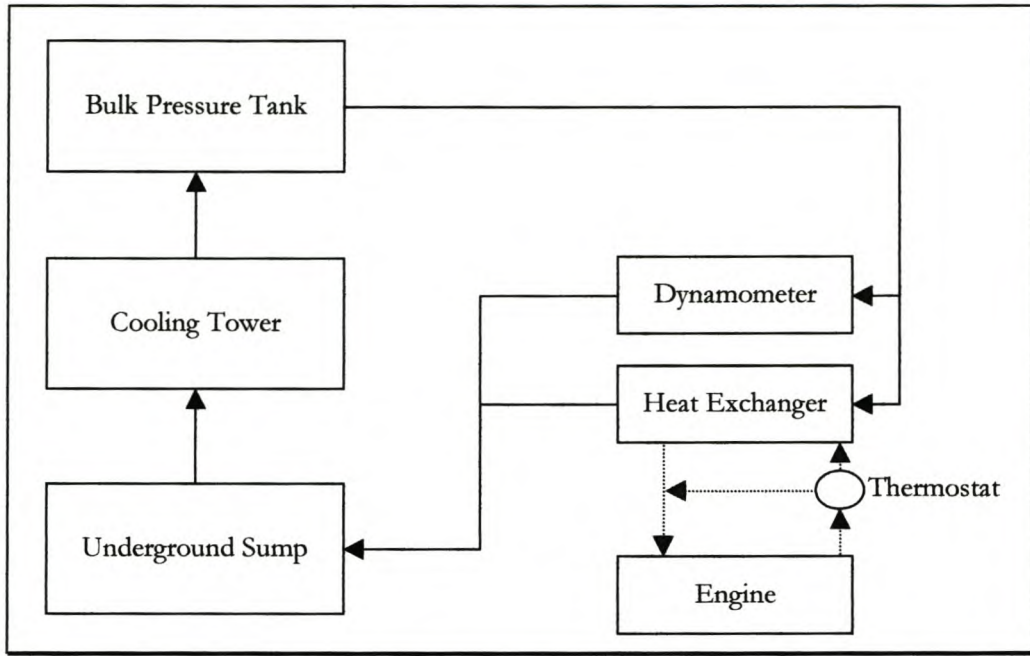 Bulk Pressure Tank
Cooling Tower
Underground Sump
Dynamometer
Heat Exchanger
Thermostat
Engine